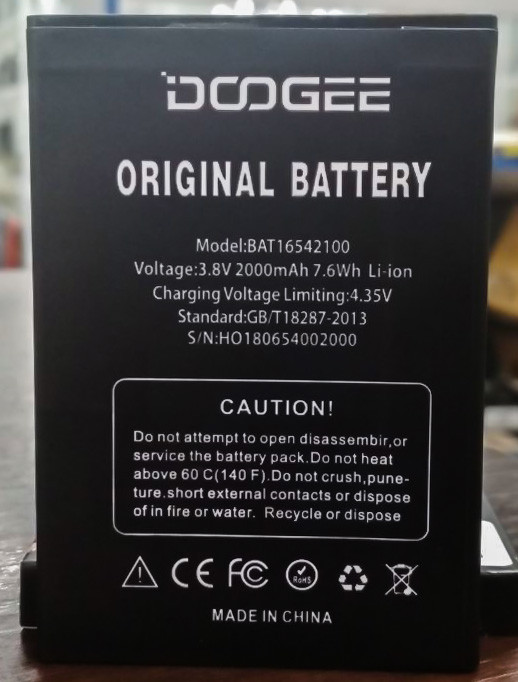 DOOGEE
ORIGINAL BATTERY
Model:BAT16542100
Voltage:3.8V 2000mAh 7.6Wh Li-ion
Charging Voltage Limiting:4.35V
Standard:GB/T18287-2013
S/N:HO180654002000
CAUTION!
Do not attempt to open disassembir,or
service the battery pack.Do not heat
above 60 C(140 F).Do not crush,pune-
ture.short external contacts or dispose
of in fire or water. Recycle or dispose
CE FC RoHS
MADE IN CHINA